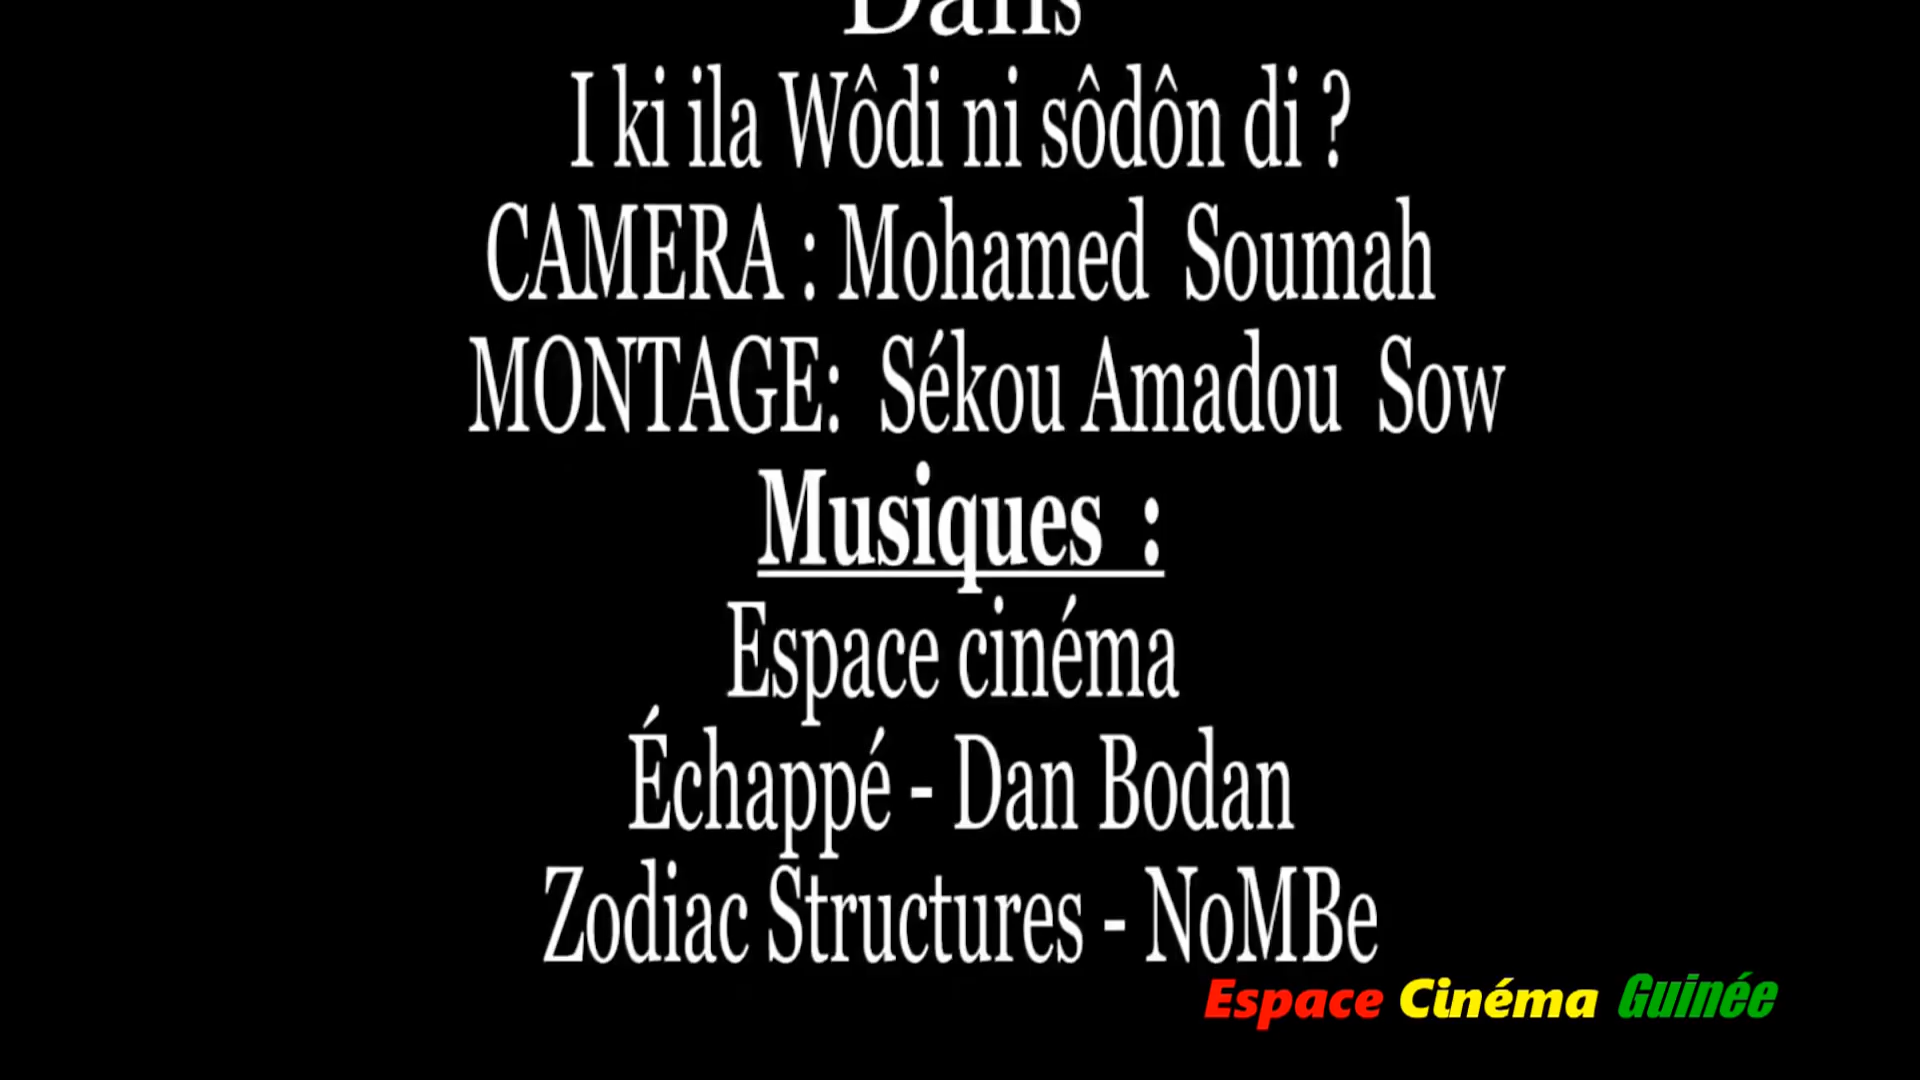 Dans
I ki ila Wôdi ni sôdôn di ?
CAMERA : Mohamed Soumah
MONTAGE: Sékou Amadou Sow
Musiques :
Espace cinéma
Échappé - Dan Bodan
Zodiac Structures - NoMBe
Espace Cinéma Guinée